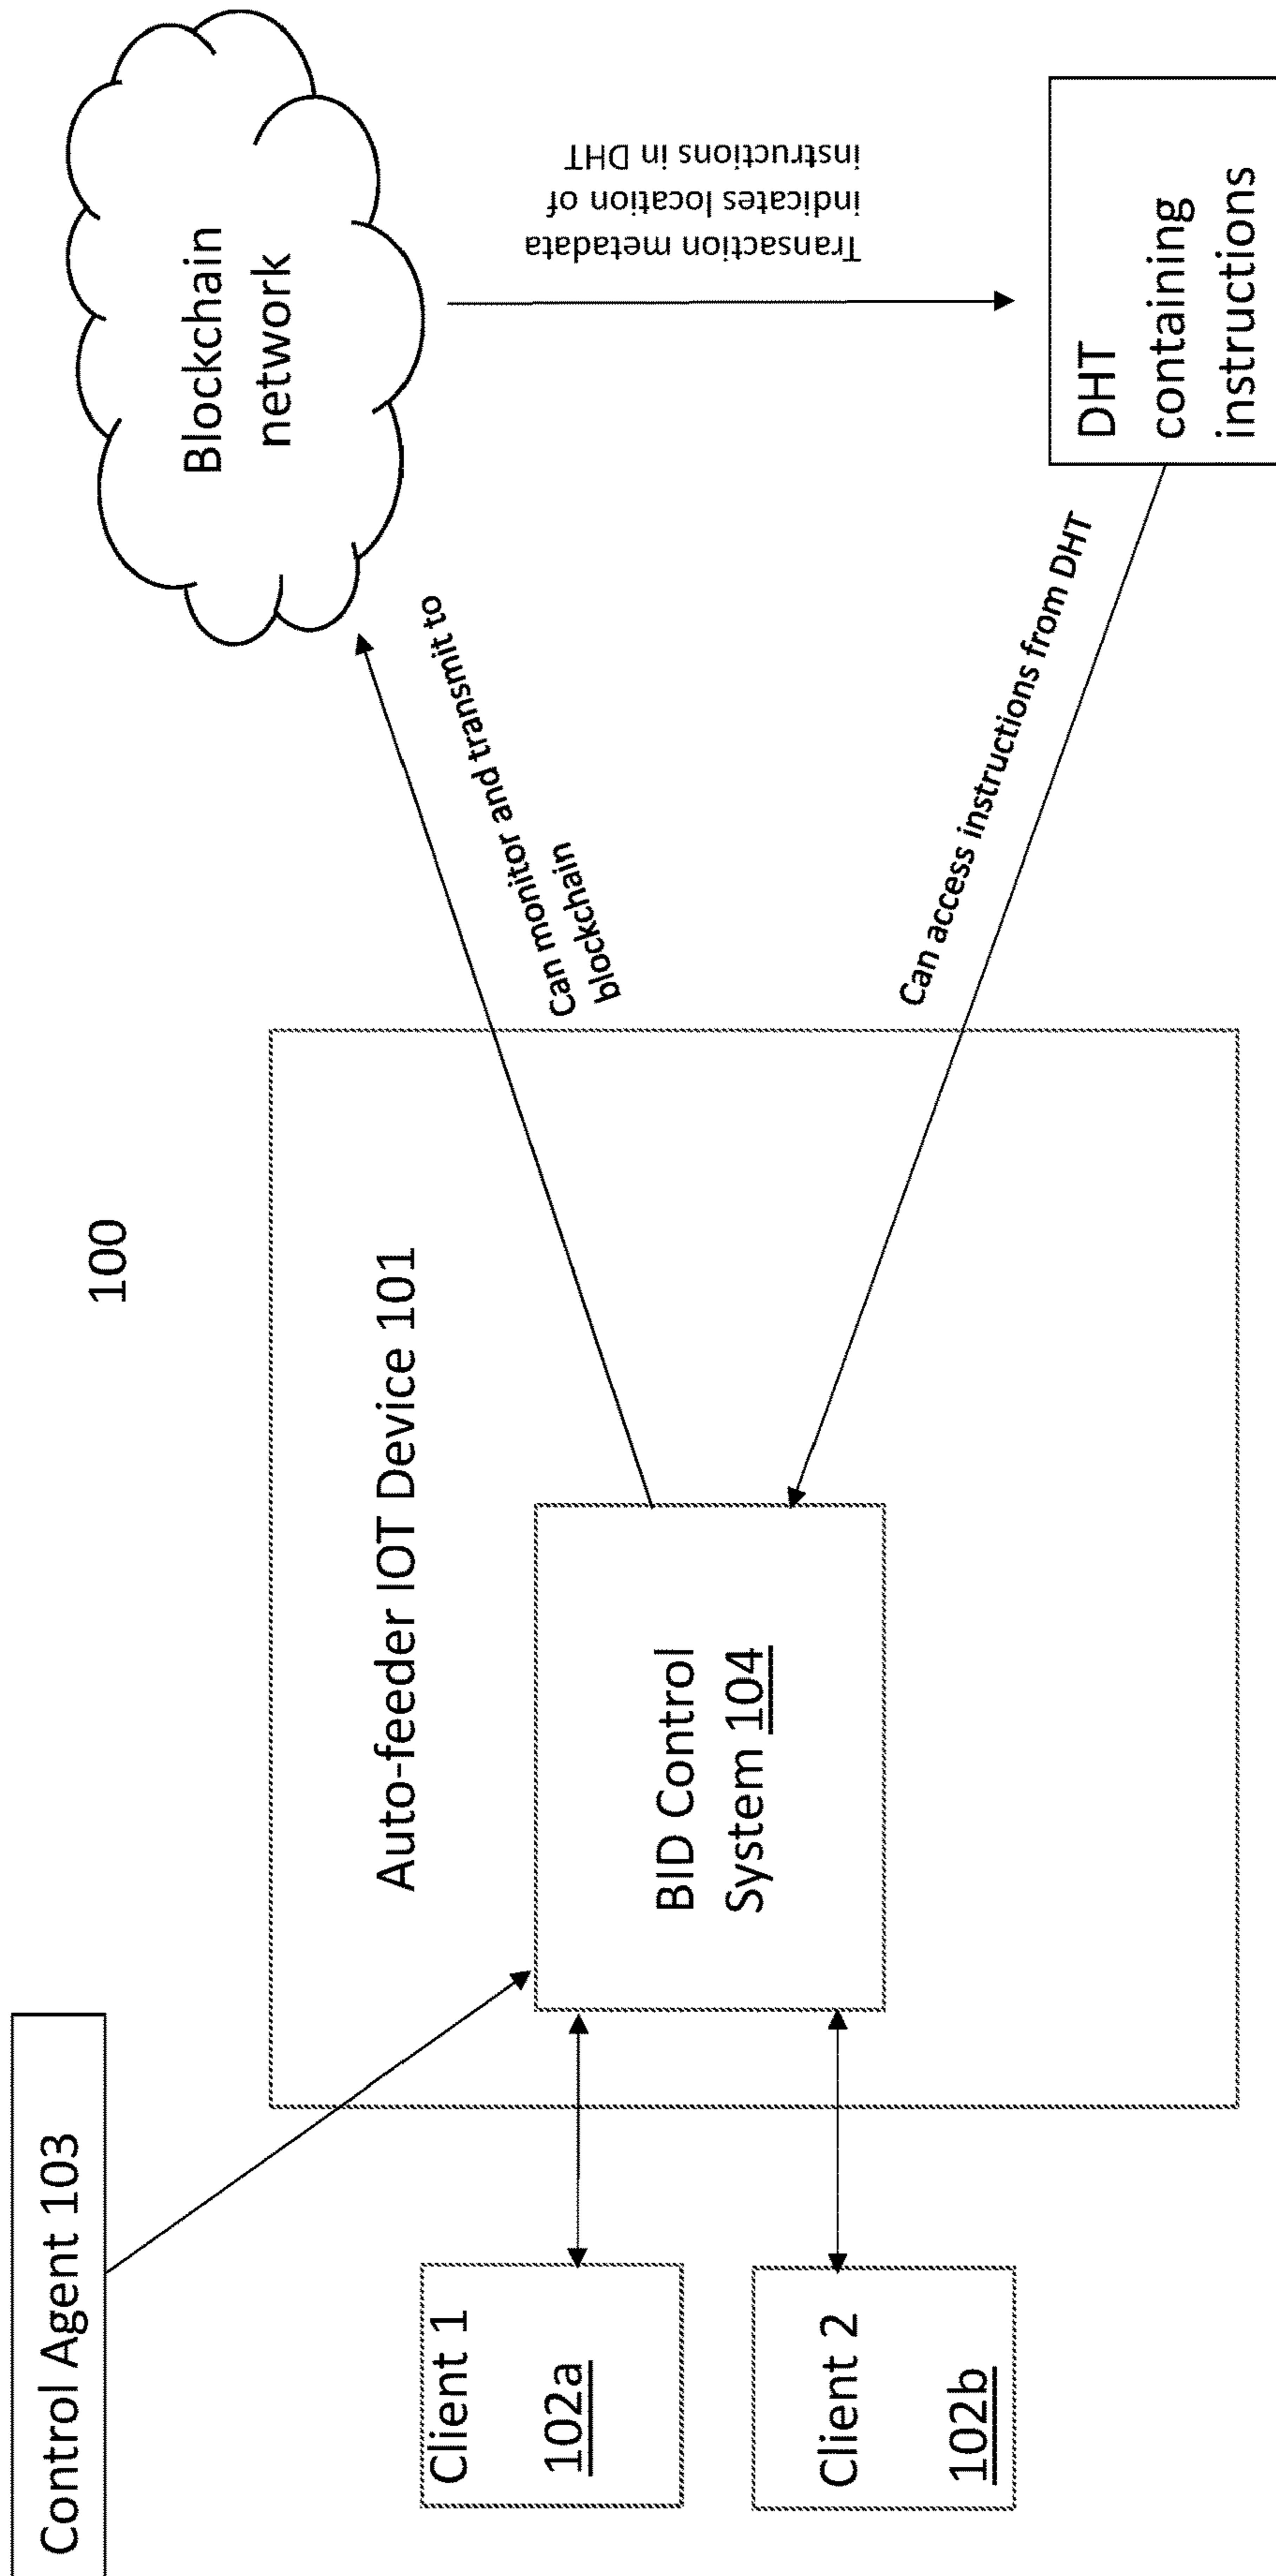 100
Control Agent 103
Auto-feeder IOT Device 101
BID Control
System 104
Client 1
102a
Client 2
102b
Can monitor and transmit to
blockchain
Blockchain
network
Transaction metadata
indicates location of
instructions in DHT
Can access instructions from DHT
DHT
containing
instructions